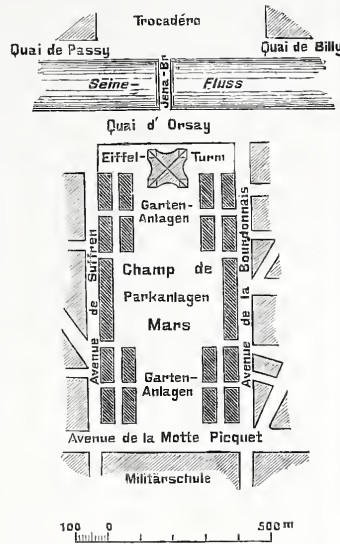 Trocadéro
Quai de Passy
Quai de Billy
Jena-Br
Seine-
Fluss
Quai d' Orsay
Eiffel-
Turm
Garten-
Anlagen
Avenue de Suffren
Champ de
Parkanlagen
Mars
Avenue de la Bourdonnais
Garten-
Anlagen
Avenue de la Motte Picquet
Militärschule
100 0 500 m